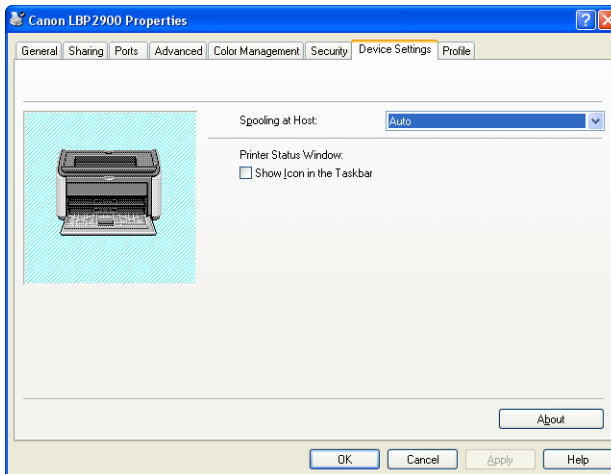 Canon LBP2900 Properties
General Sharing Ports Advanced Color Management Security Device Settings Profile
Spooling at Host: Auto
Printer Status Window:
Show Icon in the Taskbar
About
OK Cancel Apply Help